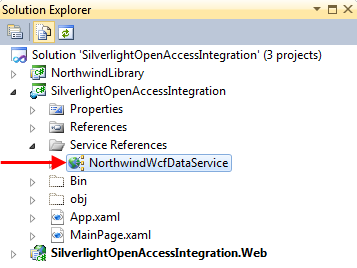 Solution Explorer
Solution 'SilverlightOpenAccessIntegration' (3 projects)
NorthwindLibrary
SilverlightOpenAccessIntegration
Properties
References
Service References
NorthwindWcfDataService
Bin
obj
App.xaml
MainPage.xaml
SilverlightOpenAccessIntegration.Web